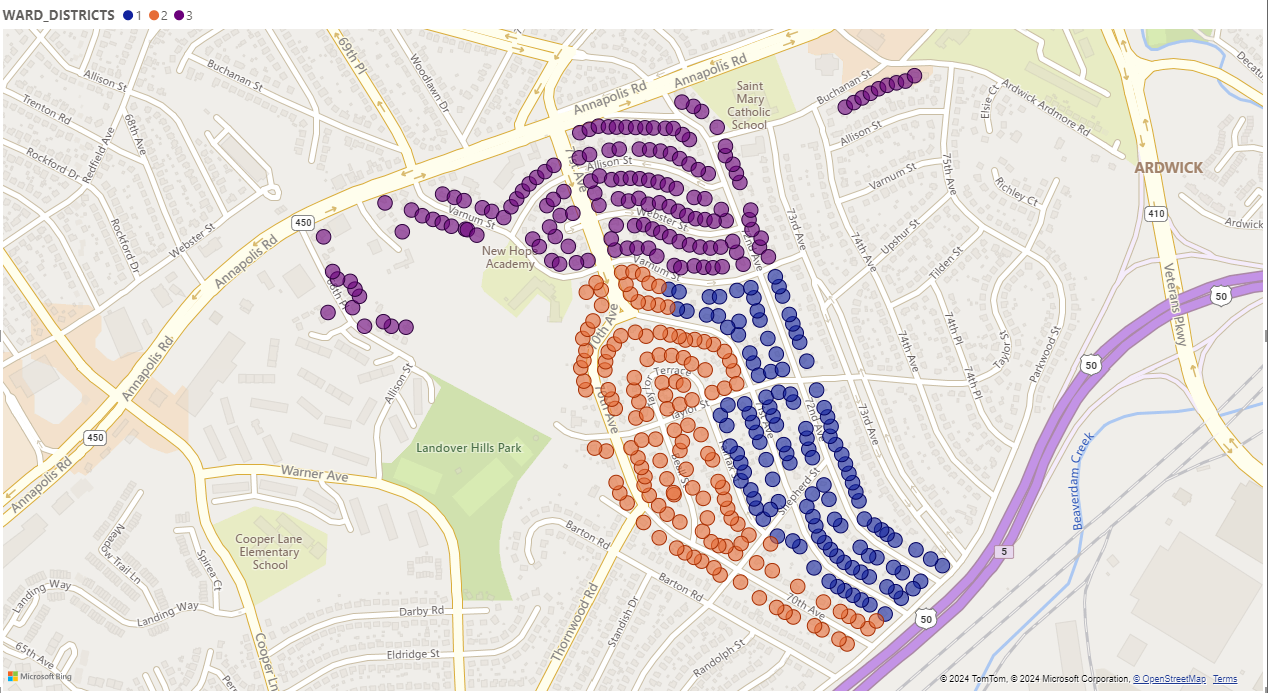 WARD_DISTRICTS 1 2 3
69th Pl
Woodlawn Dr
Buchanan St
Allison St
Annapolis Rd
Annapolis Rd
Saint
Mary
Catholic
School
Buchanan St
Elsie Ct
Ardwick Ardmore Rd
Trenton Rd
68th Ave
Redfield Ave
Allison St
ARDWICK
Rockford Dr
Allison St
75th Ave
Varnum St
Richley Ct
Varnum St
Webster St
73rd Ave
410
Ardwick
450
Rockford Dr
Webster St
Upshur St
74th Ave
New Hope
Academy
Varnum St
Tilden St
Annapolis Rd
Veterans Pkwy
50
74th Pl
Taylor St
Parkwood St
74th Ave
50
Annapolis Rd
Terrace
74th Pl
Allison St
Taylor St
73rd Ave
72nd Ave
450
Landover Hills Park
Beaverdam Creek
Annapolis Rd
Warner Ave
Shepherd St
Barton Rd
Cooper Lane
Elementary
School
Spirea Ct
5
Landing Way
Barton Rd
Landing Way
Darby Rd
70th Ave
50
Thornwood Rd
Standish Dr
Randolph St
Eldridge St
65th Ave
Cooper Ln
Microsoft Bing
© 2024 TomTom, © 2024 Microsoft Corporation, © OpenStreetMap Terms